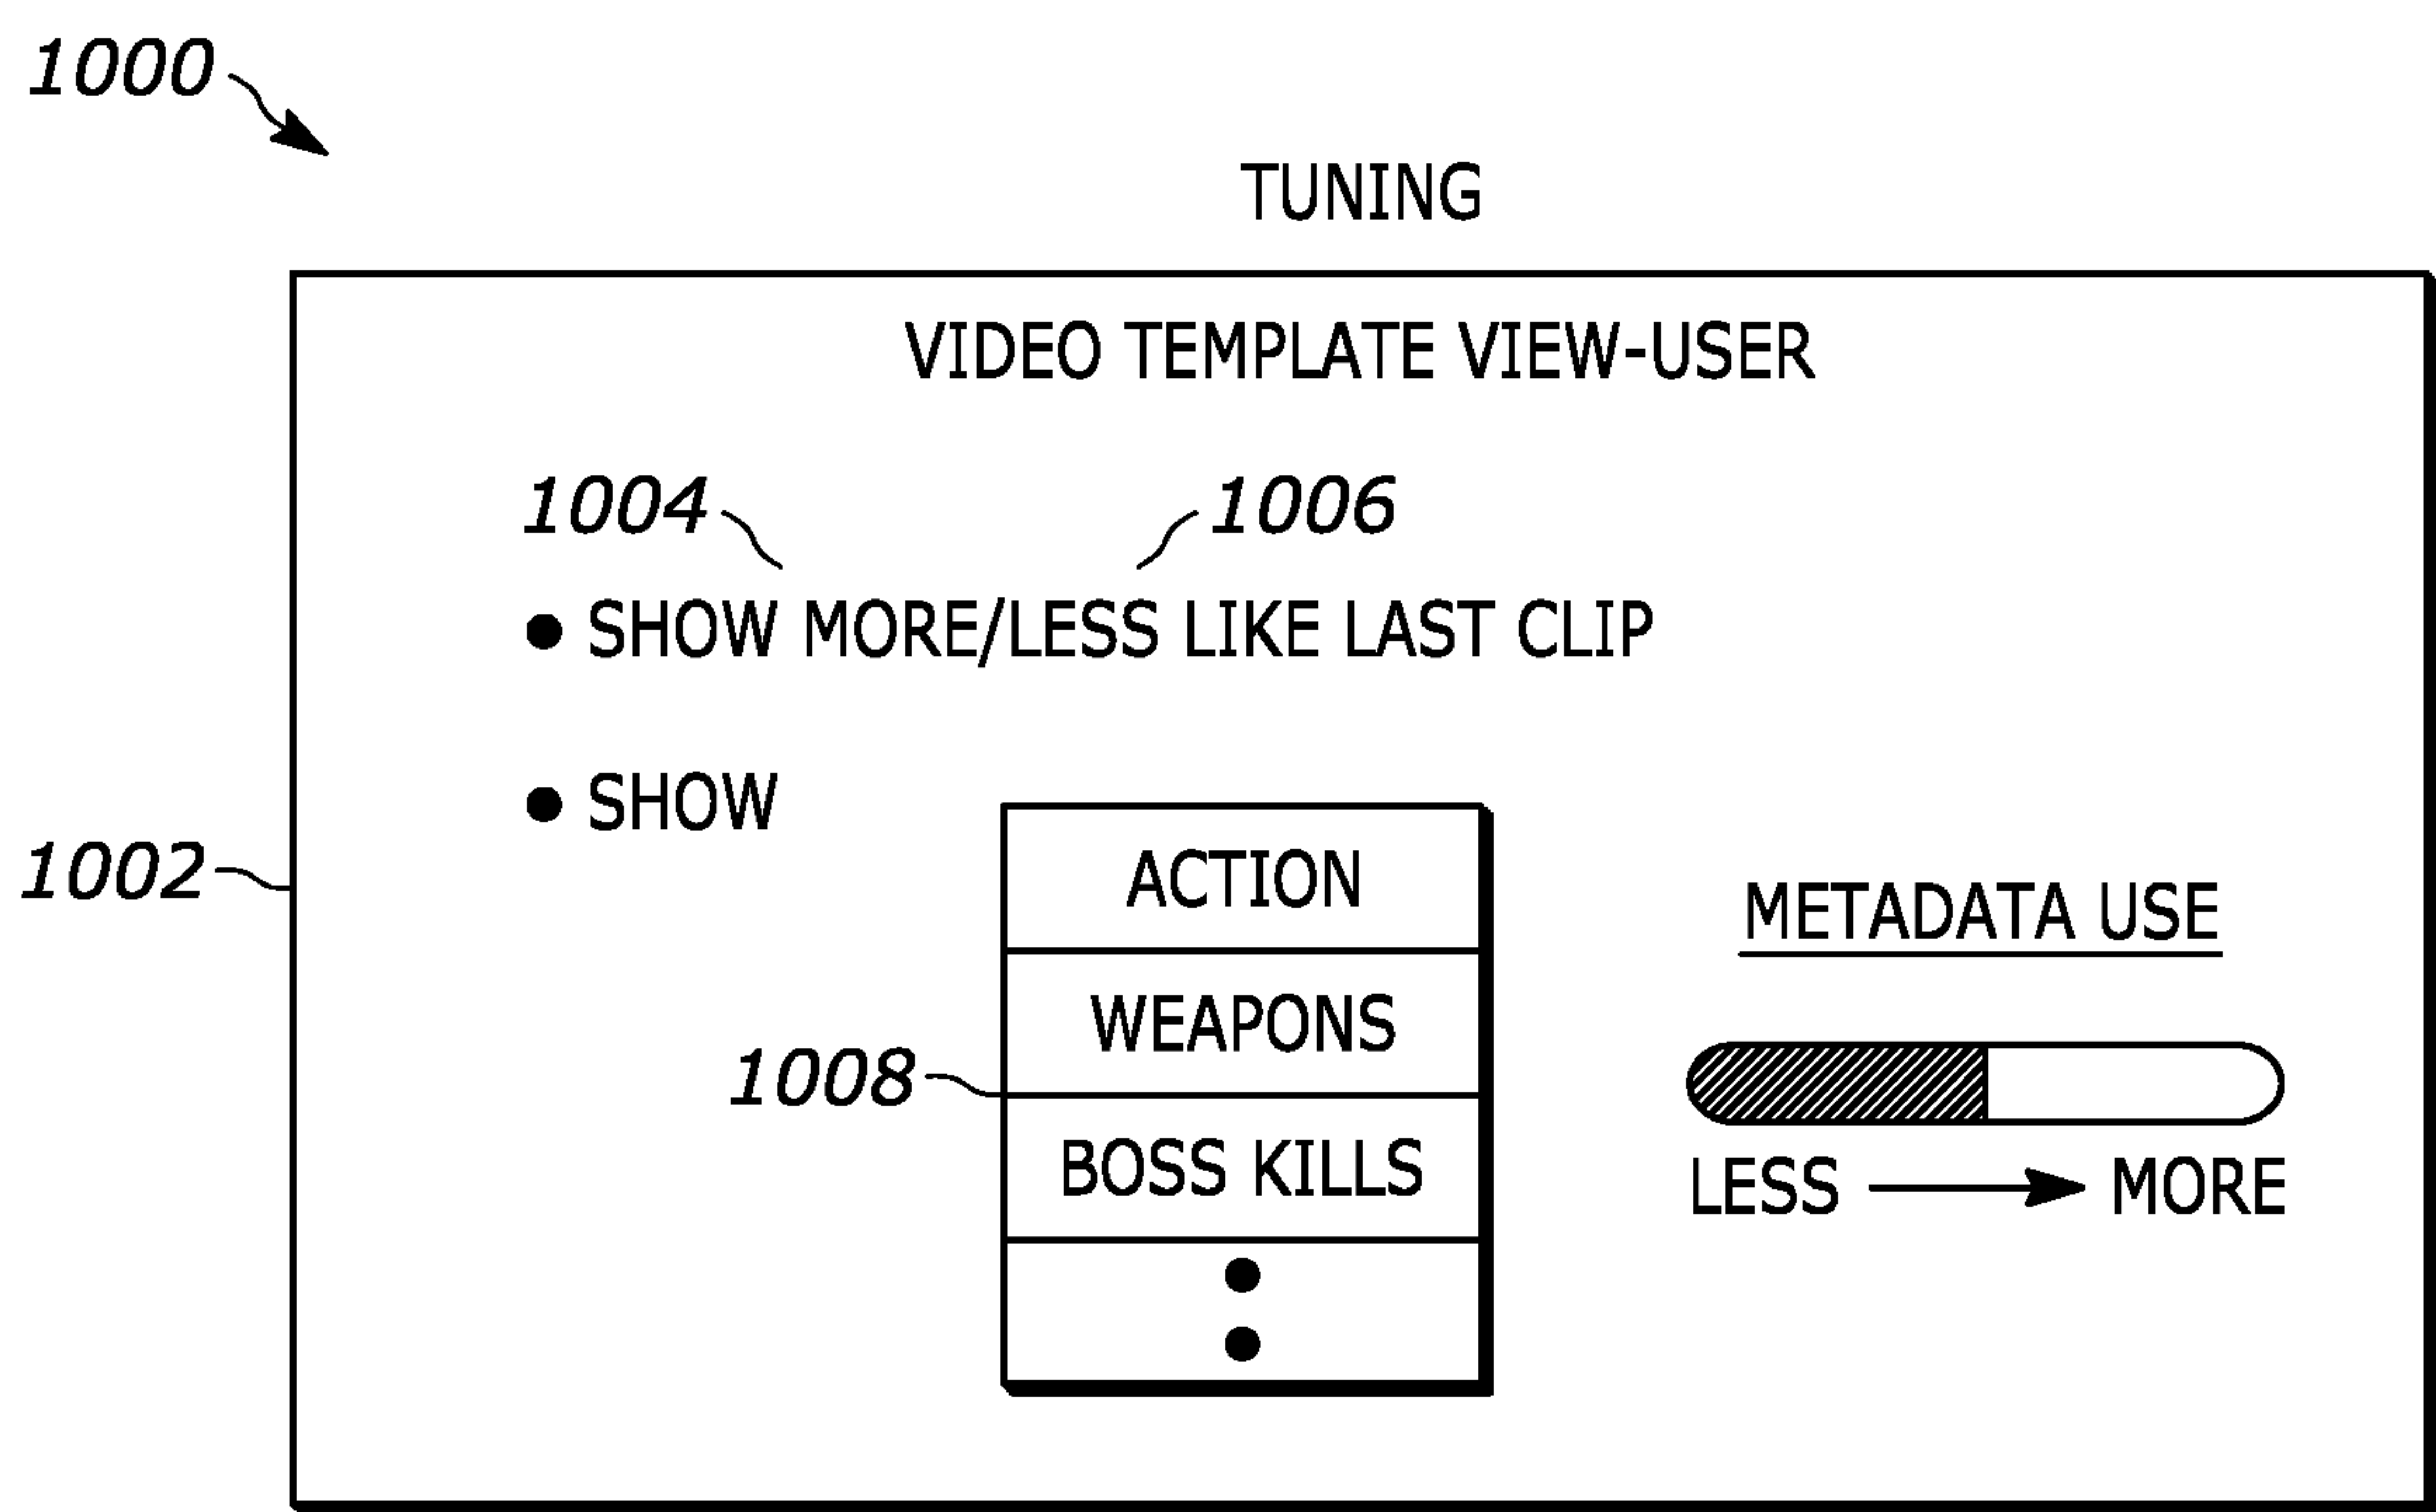 1000
TUNING
VIDEO TEMPLATE VIEW-USER
1004 1006
● SHOW MORE/LESS LIKE LAST CLIP
● SHOW
1002
ACTION
METADATA USE
WEAPONS
1008
BOSS KILLS
LESS MORE